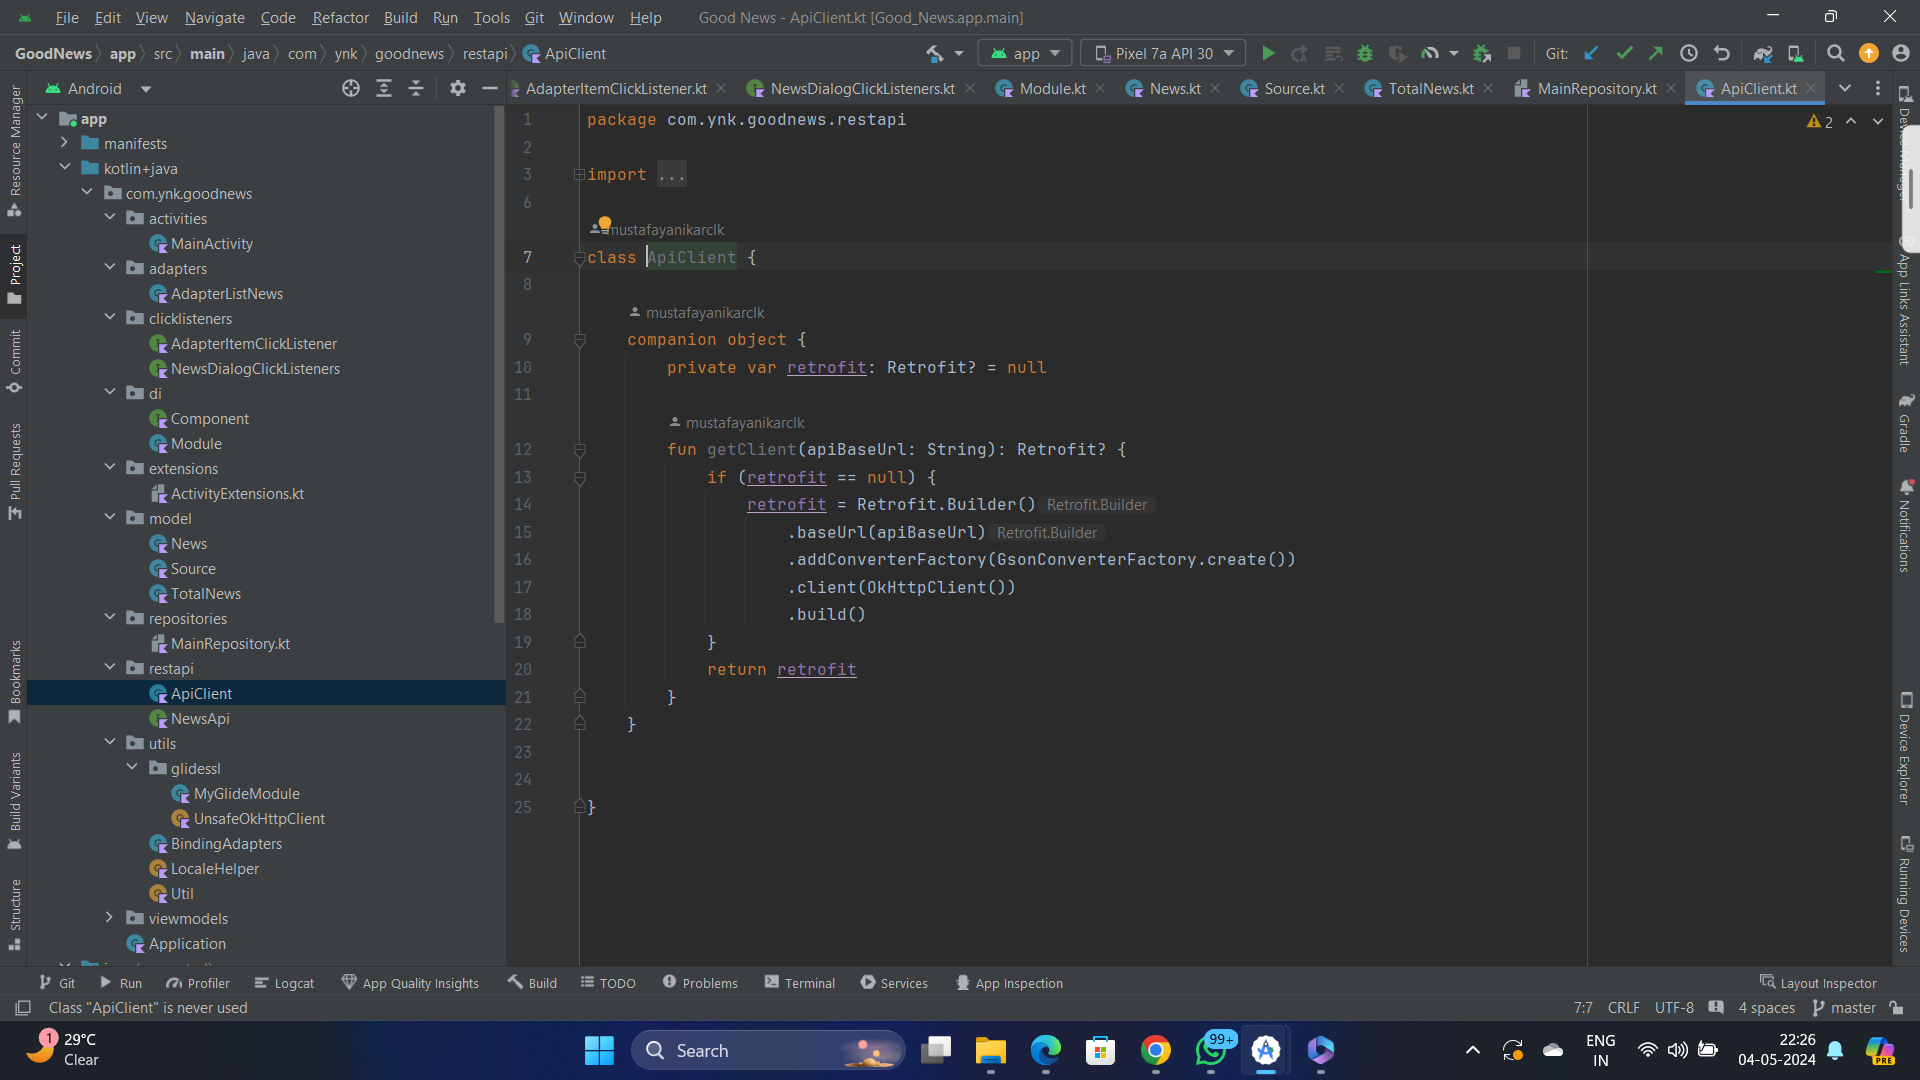 File Edit View Navigate Code Refactor Build Run Tools Git Window Help Good News - ApiClient.kt [Good_News.app.main]
GoodNews app src main java com ynk goodnews restapi ApiClient app Pixel 7a API 30 Git:
Android
AdapterItemClickListener.kt NewsDialogClickListeners.kt Module.kt News.kt Source.kt TotalNews.kt MainRepository.kt ApiClient.kt
Resource Manager
Project
Commit
Pull Requests
Bookmarks
Build Variants
Structure
app
manifests
kotlin+java
com.ynk.goodnews
activities
MainActivity
adapters
AdapterListNews
clicklisteners
AdapterItemClickListener
NewsDialogClickListeners
di
Component
Module
extensions
ActivityExtensions.kt
model
News
Source
TotalNews
repositories
MainRepository.kt
restapi
ApiClient
NewsApi
utils
glidessl
MyGlideModule
UnsafeOkHttpClient
BindingAdapters
LocaleHelper
Util
viewmodels
Application
1 package com.ynk.goodnews.restapi
2
3 import ...
6
mustafayanikarclk
7 class ApiClient {
8
mustafayanikarclk
9 companion object {
10 private var retrofit: Retrofit? = null
11
mustafayanikarclk
12 fun getClient(apiBaseUrl: String): Retrofit? {
13 if (retrofit == null) {
14 retrofit = Retrofit.Builder() Retrofit.Builder
15 .baseUrl(apiBaseUrl) Retrofit.Builder
16 .addConverterFactory(GsonConverterFactory.create())
17 .client(OkHttpClient())
18 .build()
19 }
20 return retrofit
21 }
22 }
23
24
25 }
2
Device Manager
App Links Assistant
Gradle
Notifications
Device Explorer
Running Devices
Git Run Profiler Logcat App Quality Insights Build TODO Problems Terminal Services App Inspection Layout Inspector
Class "ApiClient" is never used 7:7 CRLF UTF-8 4 spaces master
1 29°C
Clear
Search
99+
ENG
IN
22:26
04-05-2024
PRE